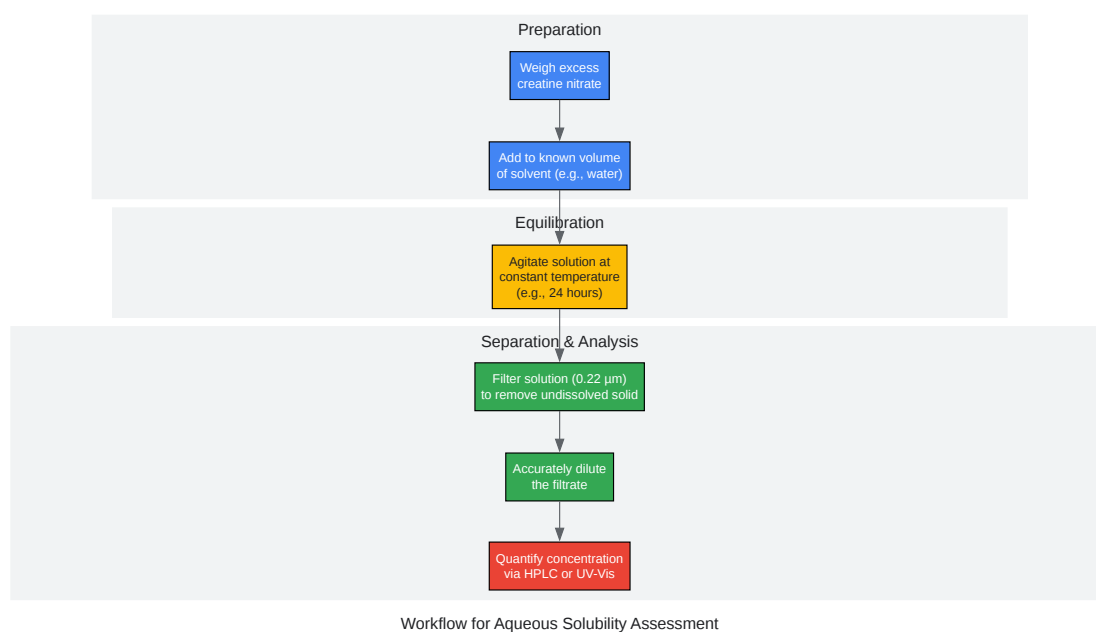 Preparation
Weigh excess
creatine nitrate
Add to known volume
of solvent (e.g., water)
Equilibration
Agitate solution at
constant temperature
(e.g., 24 hours)
Separation & Analysis
Filter solution (0.22 µm)
to remove undissolved solid
Accurately dilute
the filtrate
Quantify concentration
via HPLC or UV-Vis
Workflow for Aqueous Solubility Assessment